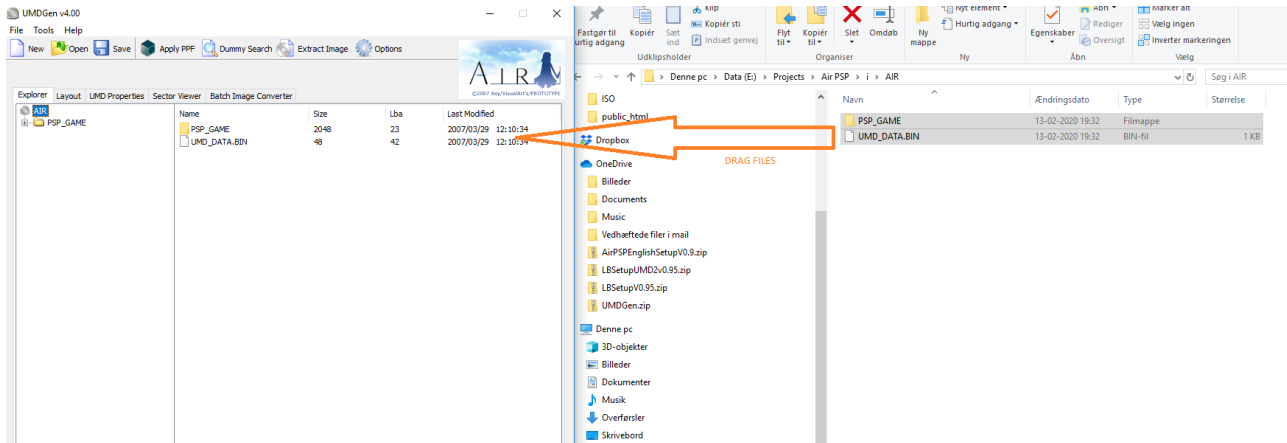 UMDGen v4.00
File Tools Help
New Open Save Apply PPF Dummy Search Extract Image Options
AIR
©2007 Key/VisualArt's/PROTOTYPE
Explorer Layout UMD Properties Sector Viewer Batch Image Converter
AIR
PSP_GAME
Name Size Lba Last Modified
PSP_GAME 2048 23 2007/03/29 12:10:34
UMD_DATA.BIN 48 42 2007/03/29 12:10:34
Fastgør til
urtig adgang
Kopiér
Sæt
ind
Klip
Kopiér sti
Indsæt genvej
Udklipsholder
Flyt
til
Kopiér
til
Slet
Omdøb
Organiser
Ny
mappe
Nyt element
Hurtig adgang
Ny
Egenskaber
Åbn
Rediger
Oversigt
Åbn
Markér alt
Vælg ingen
Inverter markeringen
Vælg
Denne pc > Data (E:) > Projects > Air PSP > i > AIR
Søg i AIR
ISO
public_html
Dropbox
OneDrive
Billeder
Documents
Music
Vedhæftede filer i mail
AirPSPEnglishSetupV0.9.zip
LBSetupUMD2v0.95.zip
LBSetupV0.95.zip
UMDGen.zip
Denne pc
3D-objekter
Billeder
Dokumenter
Musik
Overførsler
Skrivebord
Navn Ændringsdato Type Størrelse
PSP_GAME 13-02-2020 19:32 Filmappe
UMD_DATA.BIN 13-02-2020 19:32 BIN-fil 1 KB
DRAG FILES